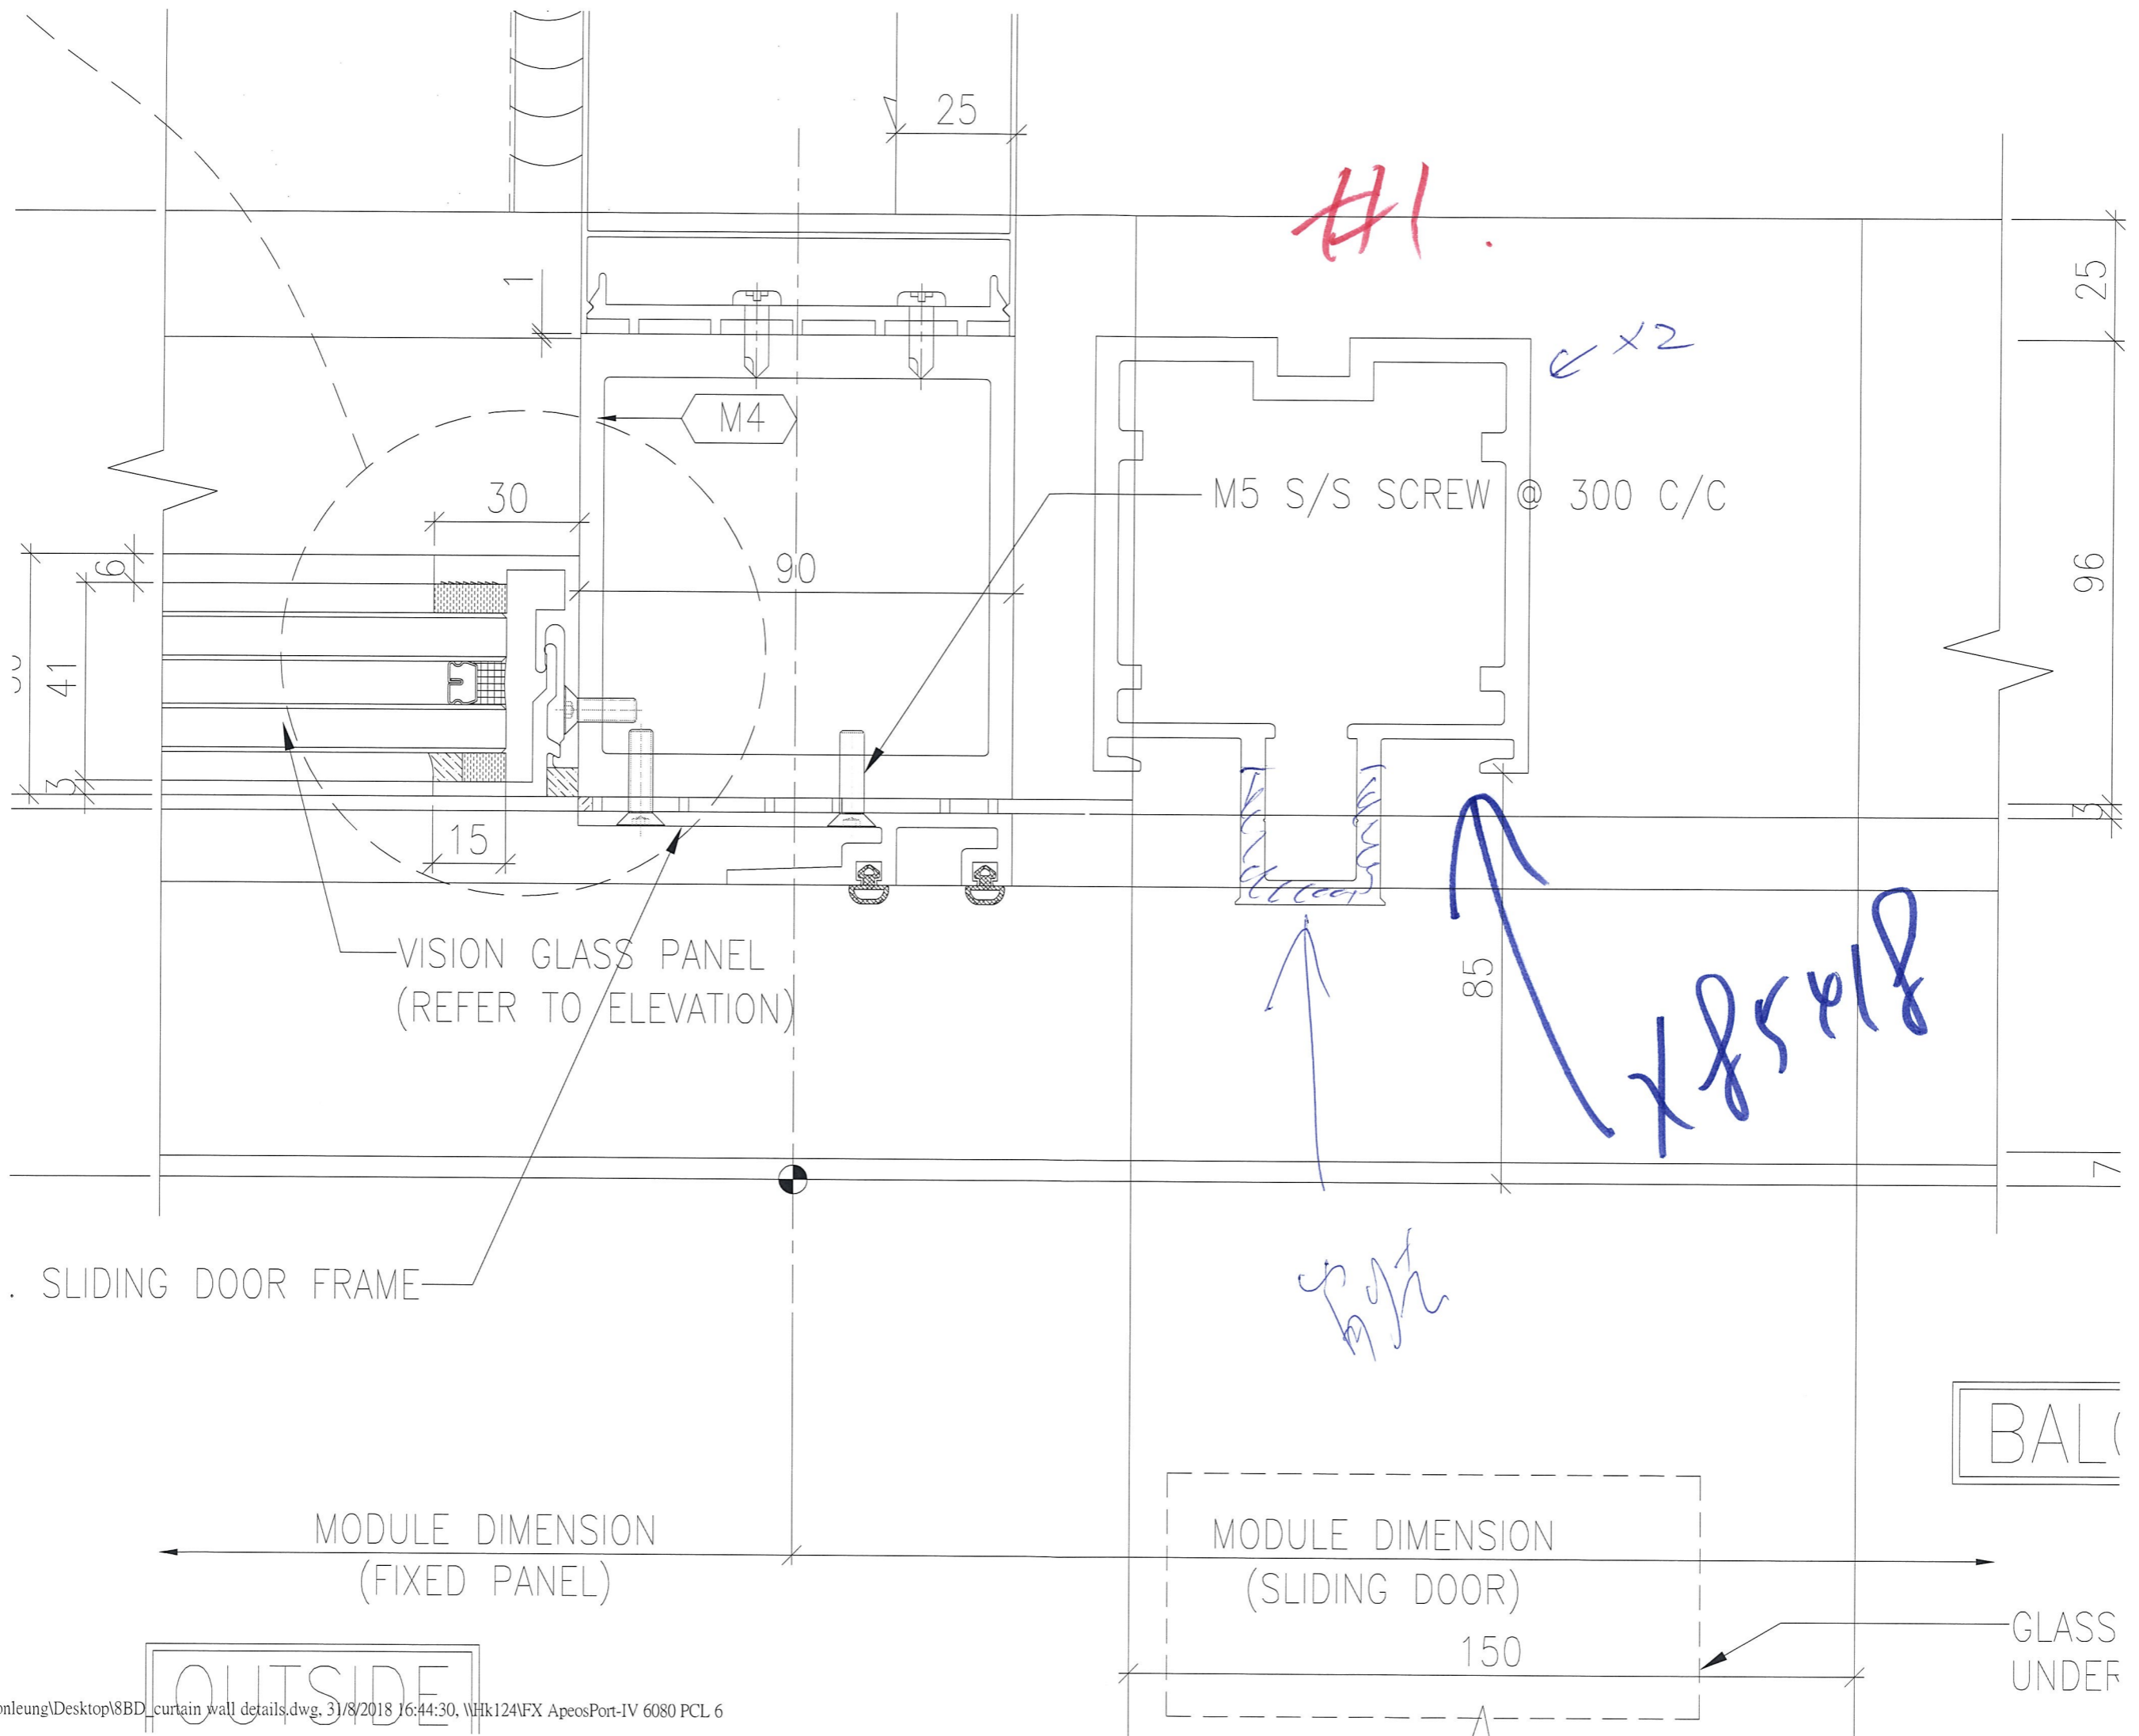 25
#1.
1
25
x2
M4
30
M5 S/S SCREW @ 300 C/C
6
90
96
41
3
3
15
VISION GLASS PANEL
(REFER TO ELEVATION)
85
7
. SLIDING DOOR FRAME
BALC
MODULE DIMENSION
(FIXED PANEL)
MODULE DIMENSION
(SLIDING DOOR)
150
GLASS
UNDER
OUTSIDE
onleung\Desktop\8BD_curtain wall details.dwg, 31/8/2018 16:44:30, \\Hk124\FX ApeosPort-IV 6080 PCL 6